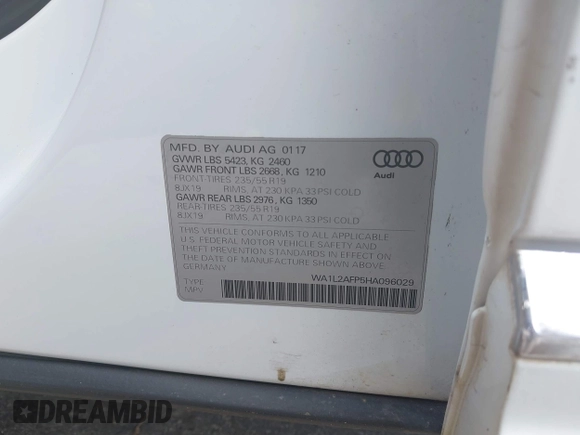 MFD. BY AUDI AG 01 17
GVWR LBS 5423, KG 2460
GAWR FRONT LBS 2668, KG 1210
FRONT-TIRES 235/55 R19
8JX19 RIMS, AT 230 KPA 33 PSI COLD
GAWR REAR LBS 2976, KG 1350
REAR-TIRES 235/55 R19
8JX19 RIMS, AT 230 KPA 33 PSI COLD
Audi
THIS VEHICLE CONFORMS TO ALL APPLICABLE
U.S. FEDERAL MOTOR VEHICLE SAFETY AND
THEFT PREVENTION STANDARDS IN EFFECT ON
THE DATE OF MANUFACTURE SHOWN ABOVE.
GERMANY
WA1L2AFP5HA096029
TYPE
MPV
DREAMBID